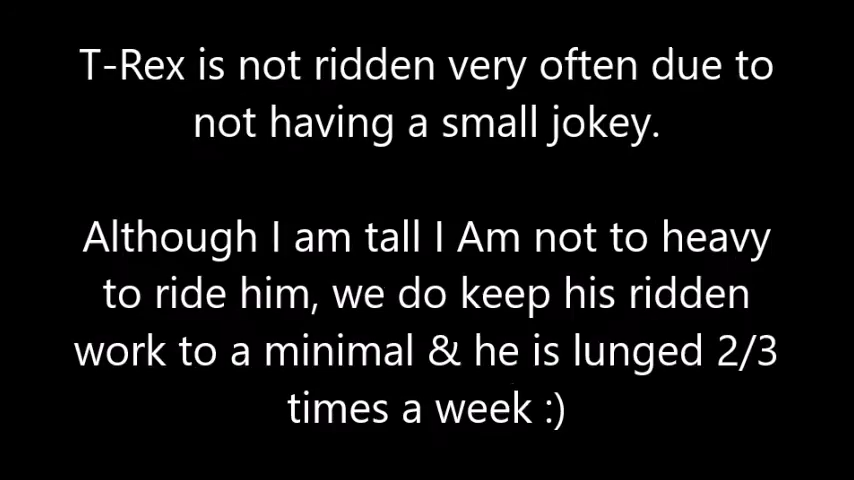 T-Rex is not ridden very often due to
not having a small jokey.
Although I am tall I Am not to heavy
to ride him, we do keep his ridden
work to a minimal & he is lunged 2/3
times a week :)